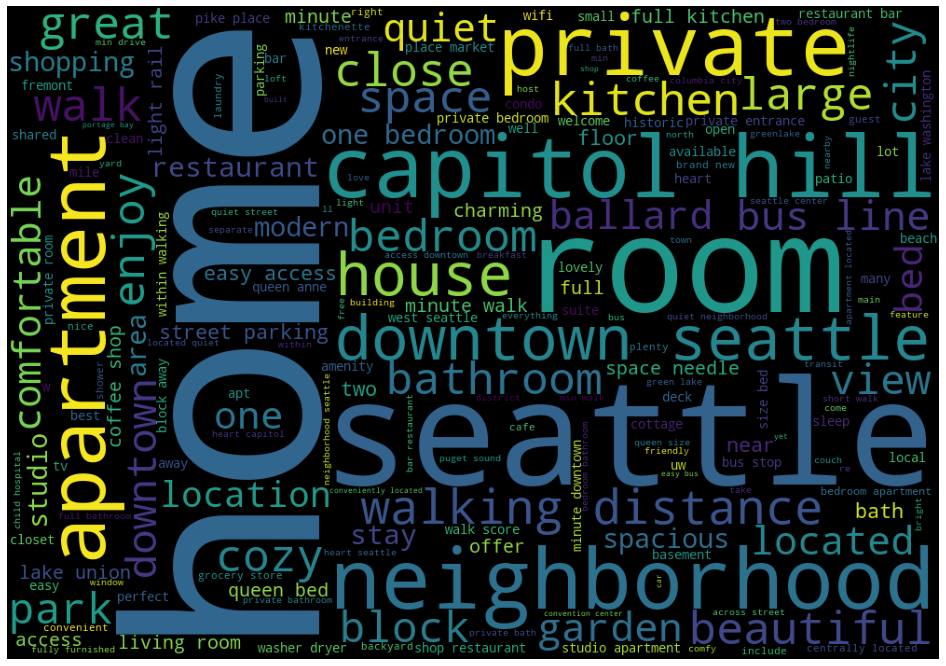 great
min drive
pike place
minute
right
kitchenette
entrance
quiet
wifi
small
full kitchen
restaurant bar
two bedroom
shopping
fremont
walk
light rail
new
bar
loft
built
laundry
parking
place market
close
space
condo
host
private
full bath
min
shop
coffee
columbia city
kitchen
large
nightlife
city
shared
portage bay
clean
mile
yard
restaurant
one bedroom
private bedroom
well
welcome
historic
private entrance
north
floor
open
available
brand new
greenlake
nearby
guest
lot
lake washington
apartment
home
love
light
ll
heart
patio
capitol hill
seattle center
comfortable
private room
enjoy
within walking
quiet street
separate
modern
unit
charming
ballard
bus line
bedroom
access downtown
breakfast
town
room
beach
bed
easy access
queen anne
house
lovely
full
many
apartment located
main
feature
nice
area
street parking
located quiet
within
free
building
minute walk
suite
west seattle
everything
bus
quiet neighborhood
downtown seattle
plenty
transit
tv
w
shower
best
coffee shop
block away
apt
one
heart capitol
amenity
two
bathroom
space needle
green lake
deck
view
short walk
come
size bed
studio
downtown
away
neighborhood seattle
district
min walk
seattle
cottage
cafe
bar restaurant
puget sound
queen size
friendly
easy bus
uw
near
bus stop
sleep
yet
couch
re
local
child hospital
full bathroom
closet
location
conveniently located
walking distance
minute downtown
bedroom bathroom
take
bedroom apartment
bath
bright
lake union
easy
window
perfect
cozy
grocery store
heart seattle
stay
walk score
offer
spacious
basement
located
park
convenient
queen bed
private bathroom
neighborhood
car
access
fully furnished
living room
washer dryer
backyard
block
shop restaurant
private bath
convention center
garden
studio apartment
comfy
across street
include
beautiful
centrally located